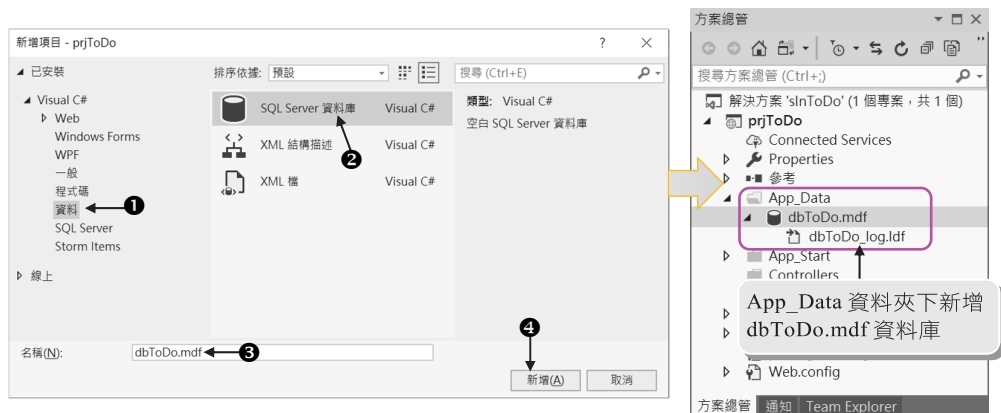 新增項目 - prjToDo
? ×
已安裝
排序依據: 預設
搜尋 (Ctrl+E)
Visual C#
Web
Windows Forms
WPF
一般
程式碼
資料
SQL Server
Storm Items
線上
SQL Server 資料庫 Visual C#
XML 結構描述 Visual C#
XML 檔 Visual C#
類型: Visual C#
空白 SQL Server 資料庫
❶
❷
名稱(N): dbToDo.mdf
❸
❹
新增(A)
取消
方案總管
搜尋方案總管 (Ctrl+;)
解決方案 'slnToDo' (1 個專案，共 1 個)
prjToDo
Connected Services
Properties
參考
App_Data
dbToDo.mdf
dbToDo_log.ldf
App_Start
Controllers
App_Data 資料夾下新增
dbToDo.mdf 資料庫
Web.config
方案總管 通知 Team Explorer